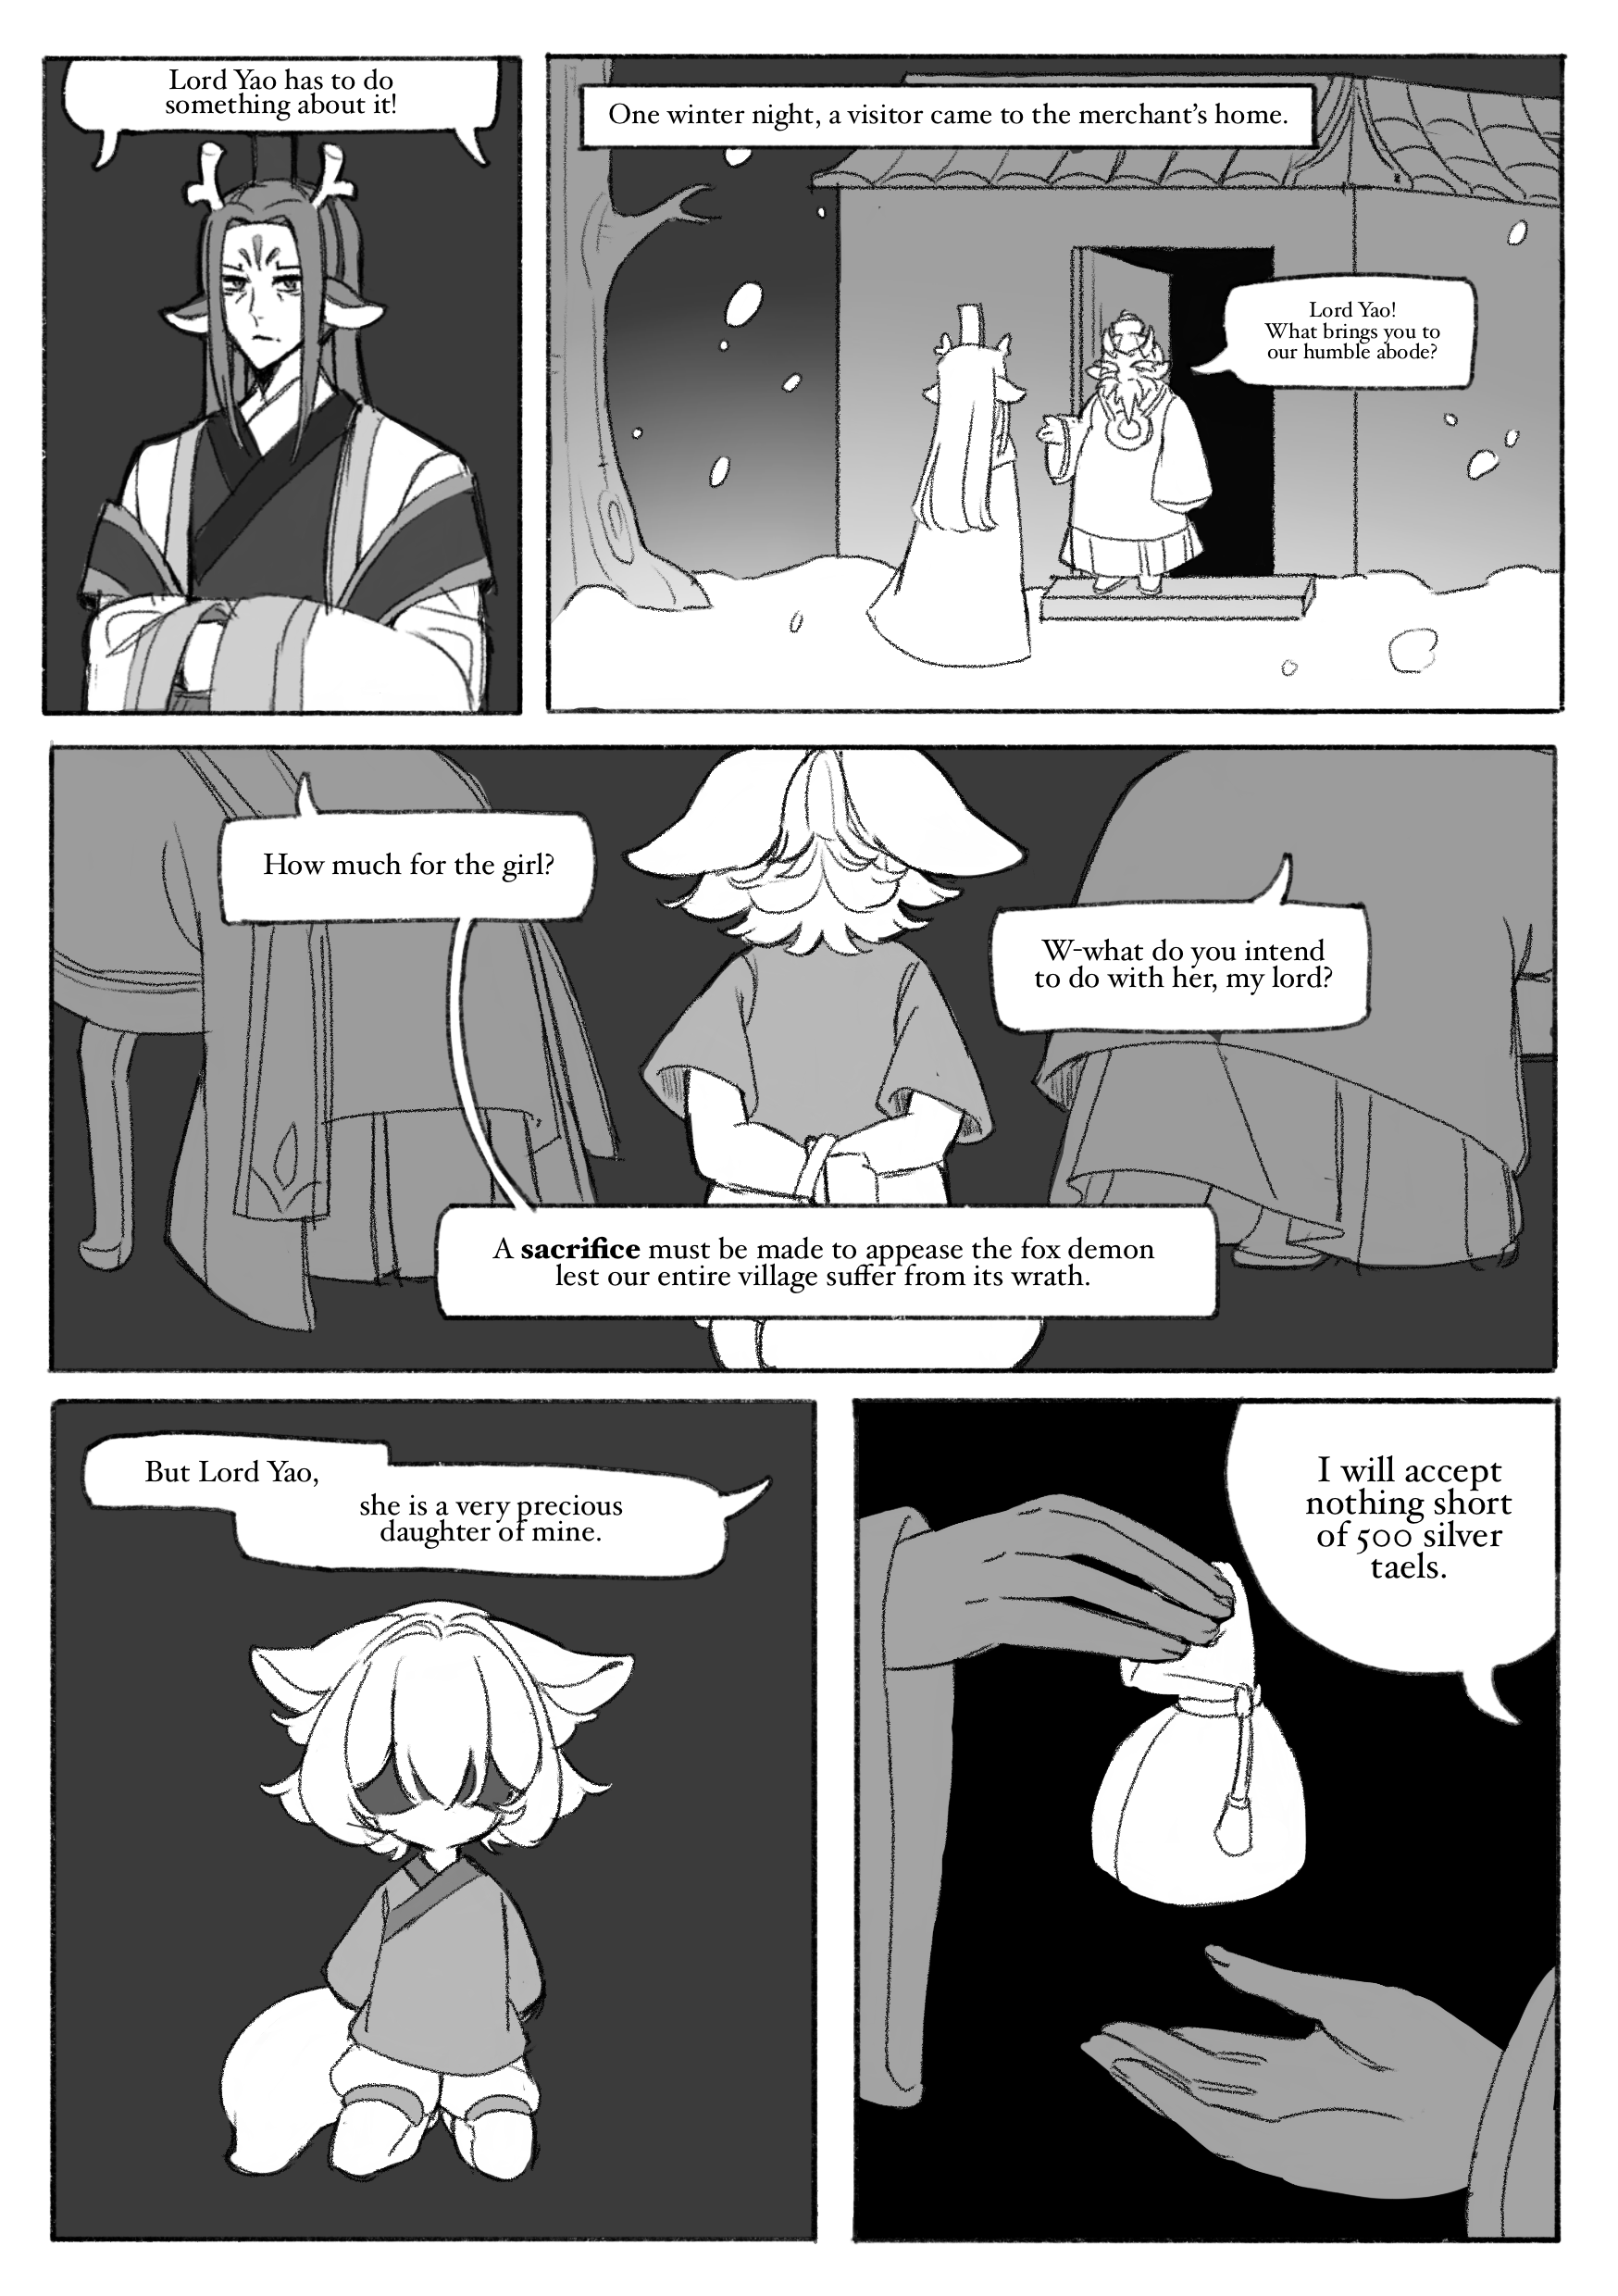 Lord Yao has to do
something about it!
One winter night, a visitor came to the merchant's home.
Lord Yao!
What brings you to
our humble abode?
How much for the girl?
W-what do you intend
to do with her, my lord?
A sacrifice must be made to appease the fox demon
lest our entire village suffer from its wrath.
But Lord Yao,
she is a very precious
daughter of mine.
I will accept
nothing short
of 500 silver
taels.